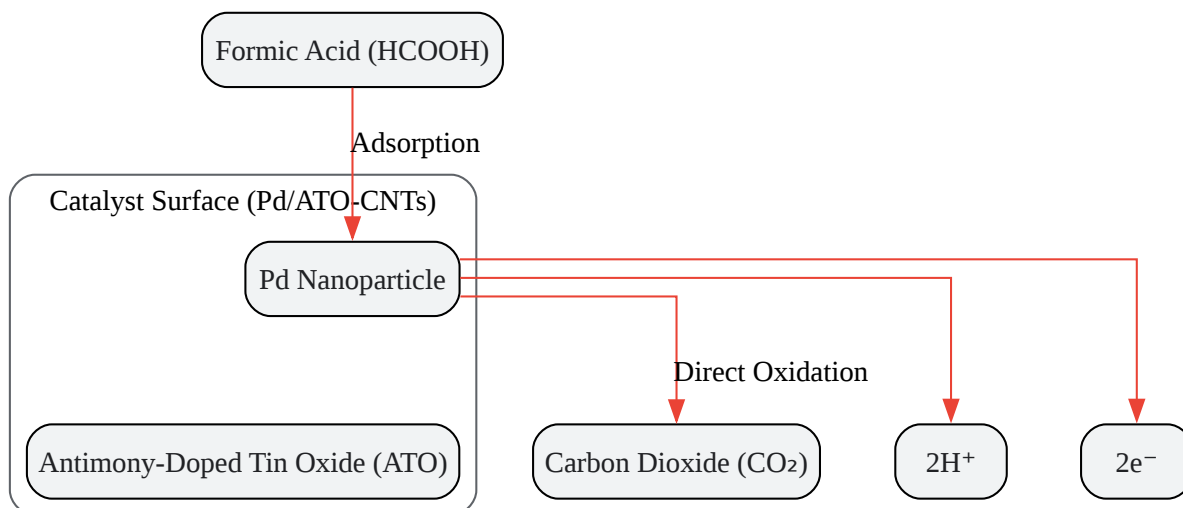 Formic Acid (HCOOH)
Adsorption
Catalyst Surface (Pd/ATO-CNTs)
Pd Nanoparticle
Direct Oxidation
Antimony-Doped Tin Oxide (ATO)
Carbon Dioxide (CO₂)
2H⁺
2e⁻